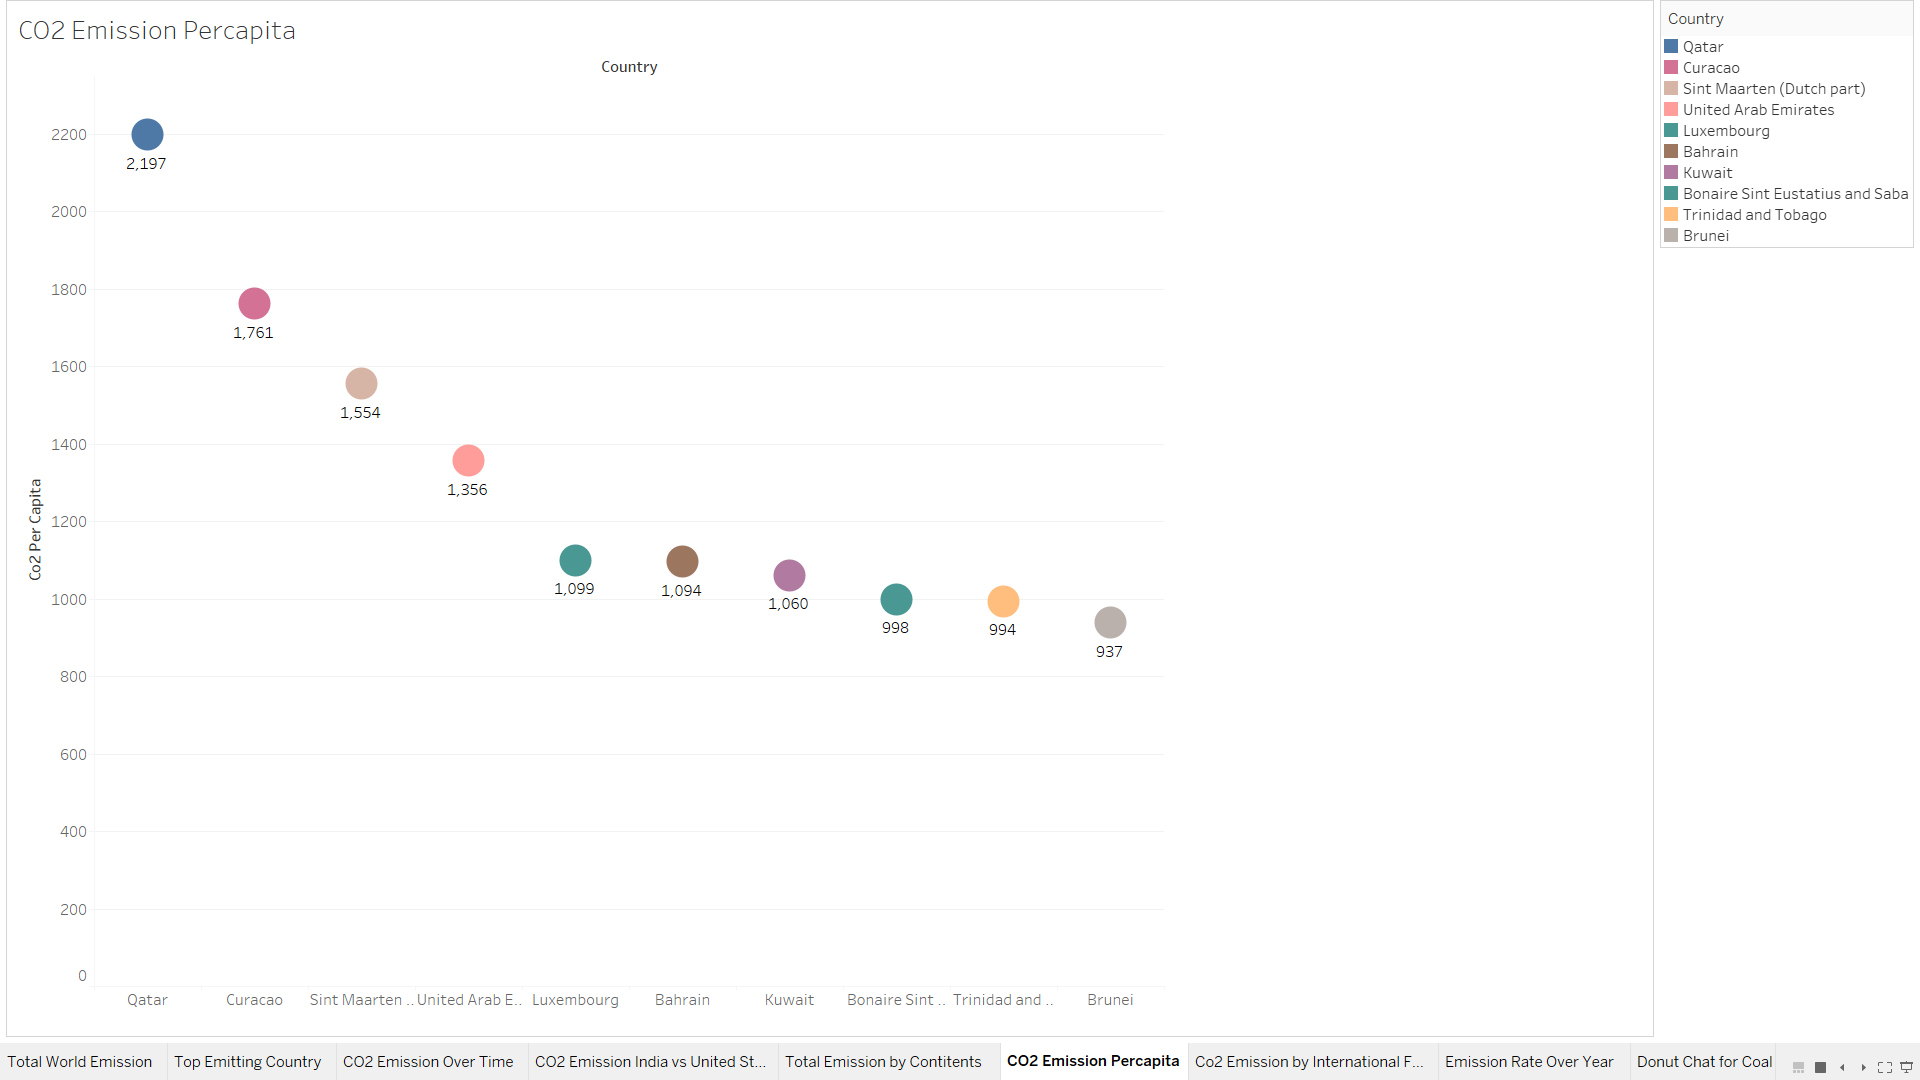 CO2 Emission Percapita
Country
2200
2000
1800
1600
1400
1200
1000
800
600
400
200
0
Co2 Per Capita
2,197
1,761
1,554
1,356
1,099
1,094
1,060
998
994
937
Qatar
Curacao
Sint Maarten ..
United Arab E..
Luxembourg
Bahrain
Kuwait
Bonaire Sint ..
Trinidad and ..
Brunei
Country
Qatar
Curacao
Sint Maarten (Dutch part)
United Arab Emirates
Luxembourg
Bahrain
Kuwait
Bonaire Sint Eustatius and Saba
Trinidad and Tobago
Brunei
Total World Emission
Top Emitting Country
CO2 Emission Over Time
CO2 Emission India vs United St...
Total Emission by Contitents
CO2 Emission Percapita
Co2 Emission by International F...
Emission Rate Over Year
Donut Chat for Coal